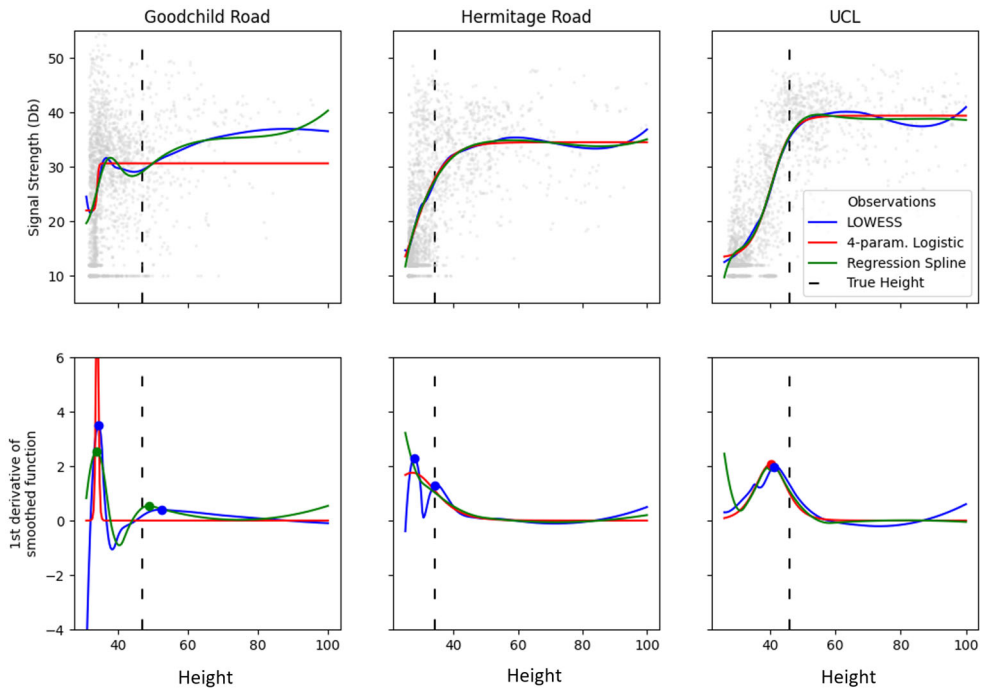 Goodchild Road
Hermitage Road
UCL
Signal Strength (Db)
50
40
30
20
10
Observations
LOWESS
4-param. Logistic
Regression Spline
True Height
1st derivative of
smoothed function
6
4
2
0
−2
−4
40 60 80 100
40 60 80 100
40 60 80 100
Height
Height
Height